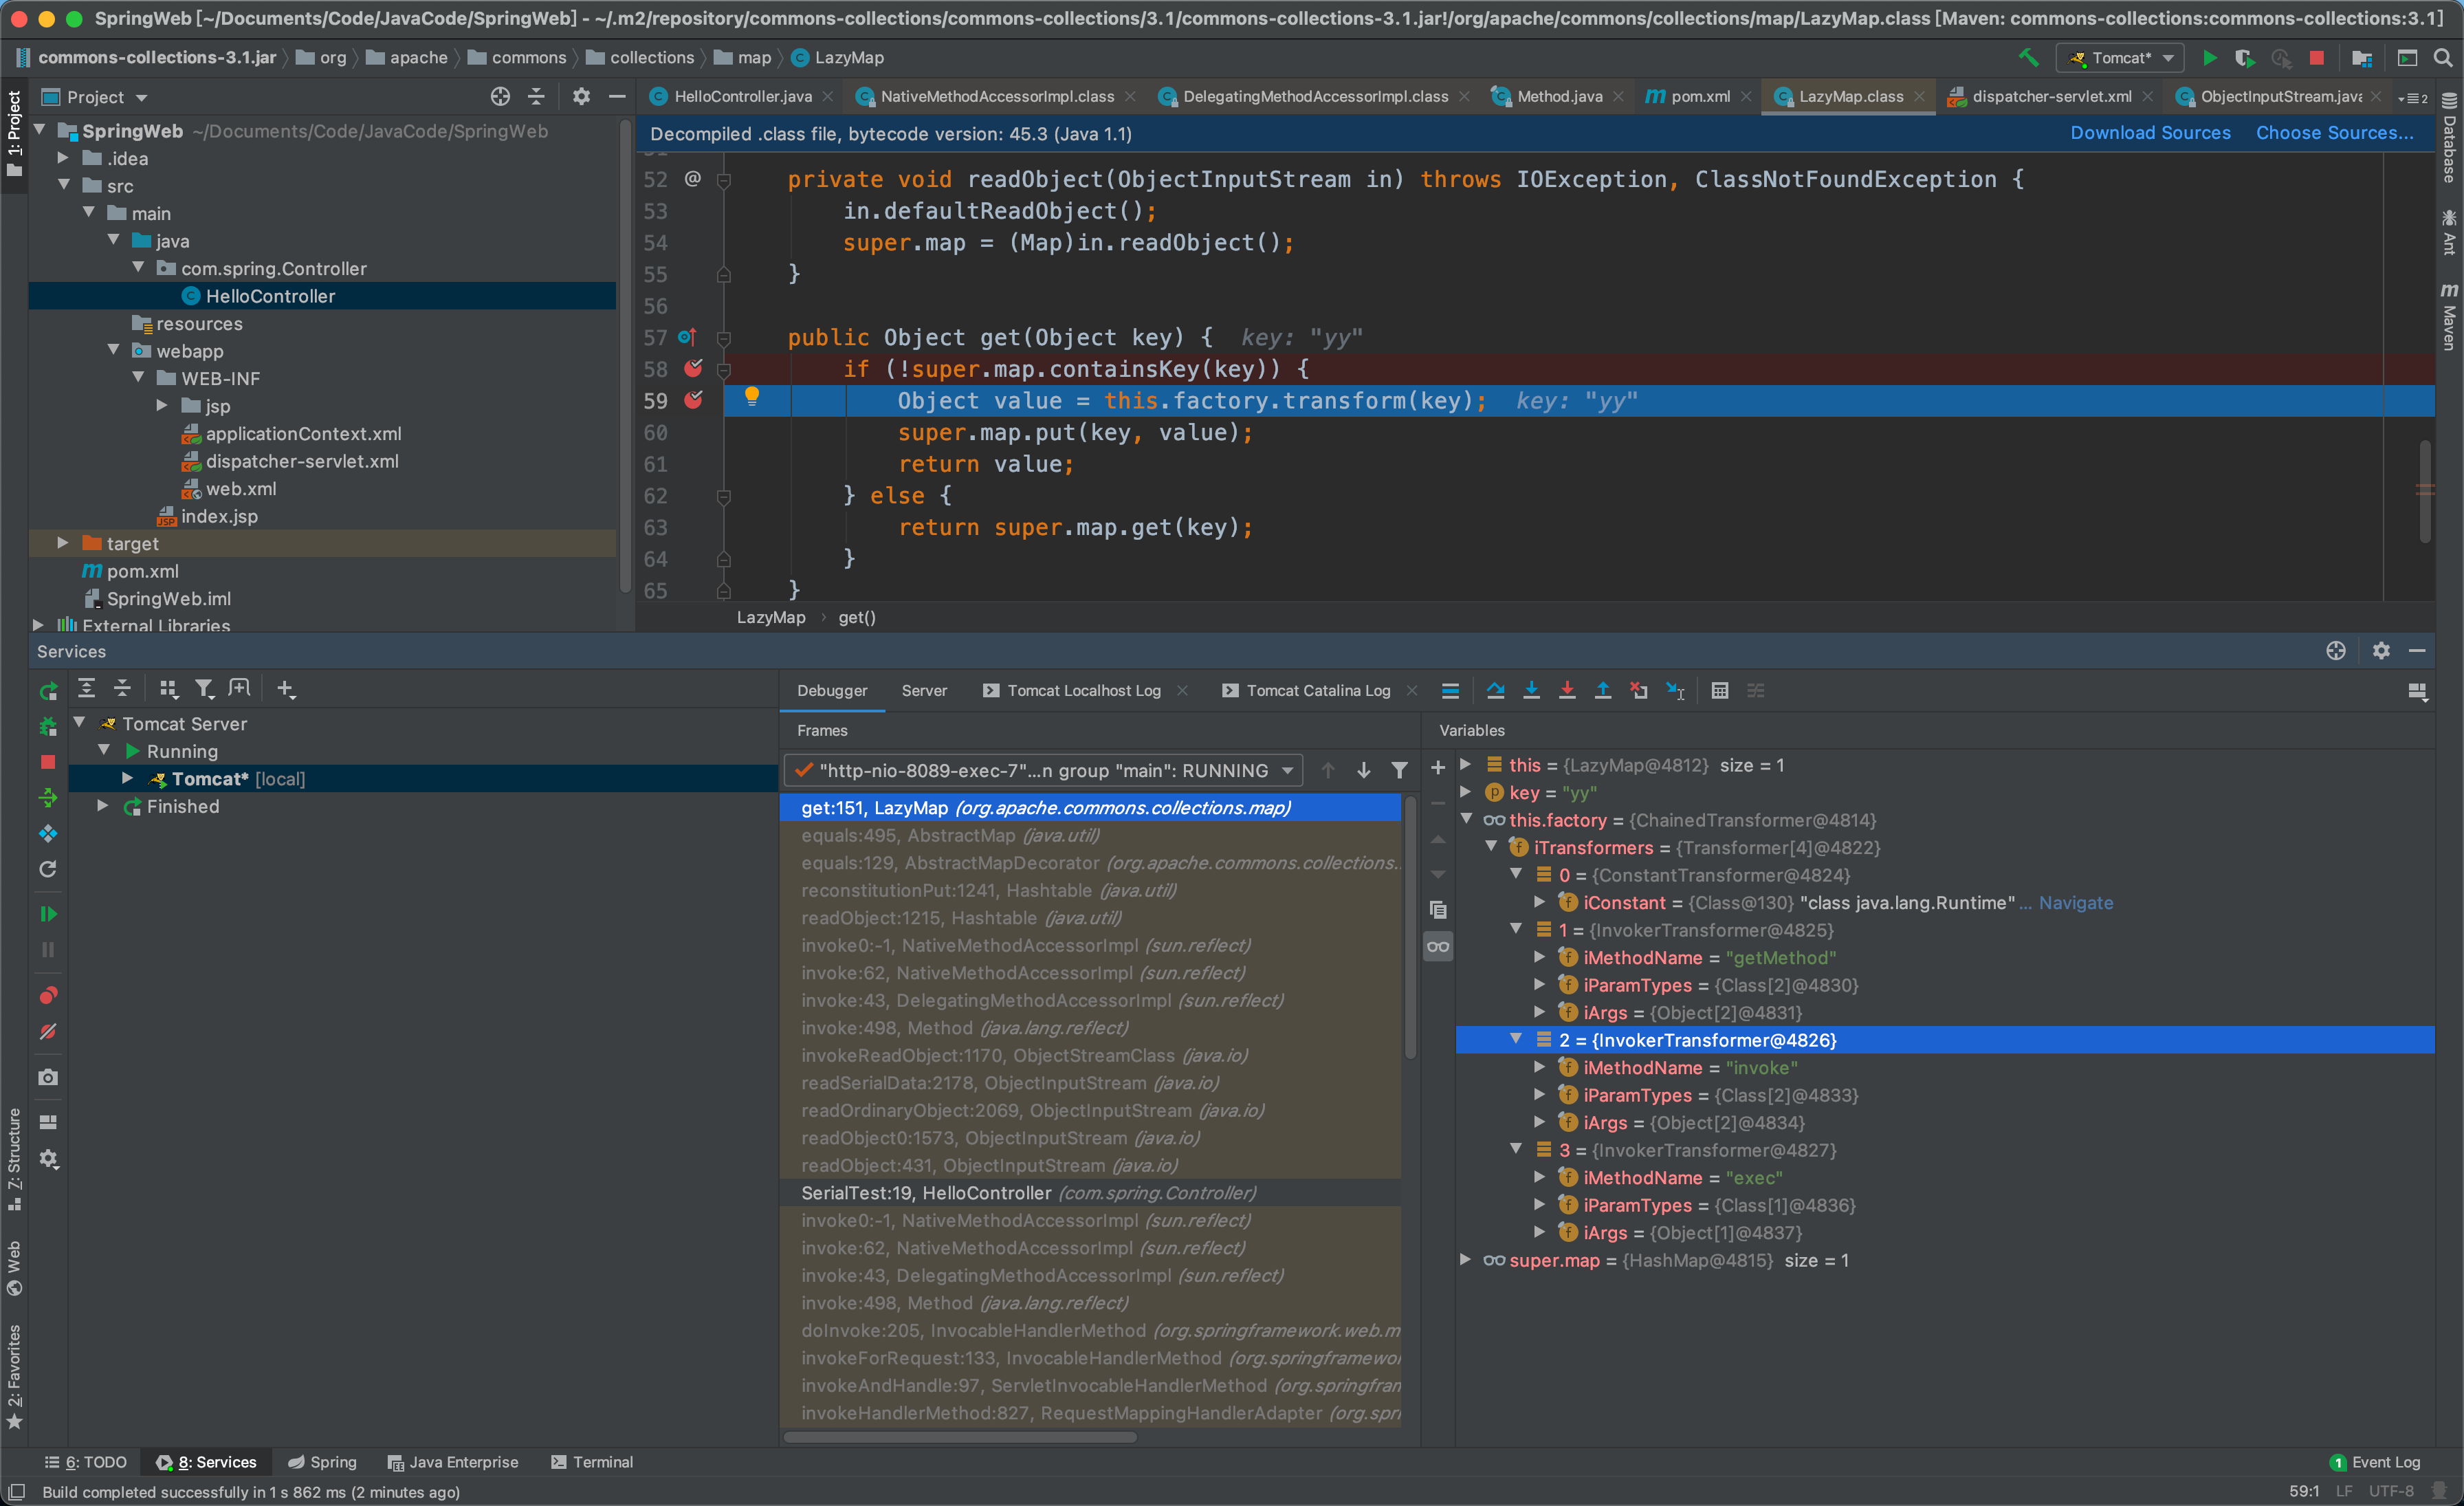 SpringWeb [~/Documents/Code/JavaCode/SpringWeb] - ~/.m2/repository/commons-collections/commons-collections/3.1/commons-collections-3.1.jar!/org/apache/commons/collections/map/LazyMap.class [Maven: commons-collections:commons-collections:3.1]
commons-collections-3.1.jar org apache commons collections map LazyMap
Tomcat*
Project
HelloController.java NativeMethodAccessorImpl.class DelegatingMethodAccessorImpl.class Method.java pom.xml LazyMap.class dispatcher-servlet.xml ObjectInputStream.java 2
1: Project
SpringWeb ~/Documents/Code/JavaCode/SpringWeb
.idea
src
main
java
com.spring.Controller
HelloController
resources
webapp
WEB-INF
jsp
applicationContext.xml
dispatcher-servlet.xml
web.xml
index.jsp
target
pom.xml
SpringWeb.iml
External Libraries
Decompiled .class file, bytecode version: 45.3 (Java 1.1)
Download Sources Choose Sources...
52 @ private void readObject(ObjectInputStream in) throws IOException, ClassNotFoundException {
53 in.defaultReadObject();
54 super.map = (Map)in.readObject();
55 }
56
57 public Object get(Object key) { key: "yy"
58 if (!super.map.containsKey(key)) {
59 Object value = this.factory.transform(key); key: "yy"
60 super.map.put(key, value);
61 return value;
62 } else {
63 return super.map.get(key);
64 }
65 }
LazyMap get()
Database
Ant
Maven
Services
Tomcat Server
Running
Tomcat* [local]
Finished
Debugger Server Tomcat Localhost Log Tomcat Catalina Log
Frames
"http-nio-8089-exec-7"...n group "main": RUNNING
get:151, LazyMap (org.apache.commons.collections.map)
equals:495, AbstractMap (java.util)
equals:129, AbstractMapDecorator (org.apache.commons.collections.
reconstitutionPut:1241, Hashtable (java.util)
readObject:1215, Hashtable (java.util)
invoke0:-1, NativeMethodAccessorImpl (sun.reflect)
invoke:62, NativeMethodAccessorImpl (sun.reflect)
invoke:43, DelegatingMethodAccessorImpl (sun.reflect)
invoke:498, Method (java.lang.reflect)
invokeReadObject:1170, ObjectStreamClass (java.io)
readSerialData:2178, ObjectInputStream (java.io)
readOrdinaryObject:2069, ObjectInputStream (java.io)
readObject0:1573, ObjectInputStream (java.io)
readObject:431, ObjectInputStream (java.io)
SerialTest:19, HelloController (com.spring.Controller)
invoke0:-1, NativeMethodAccessorImpl (sun.reflect)
invoke:62, NativeMethodAccessorImpl (sun.reflect)
invoke:43, DelegatingMethodAccessorImpl (sun.reflect)
invoke:498, Method (java.lang.reflect)
doInvoke:205, InvocableHandlerMethod (org.springframework.web.m
invokeForRequest:133, InvocableHandlerMethod (org.springframewor
invokeAndHandle:97, ServletInvocableHandlerMethod (org.springfran
invokeHandlerMethod:827, RequestMappingHandlerAdapter (org.spri
Variables
this = {LazyMap@4812} size = 1
key = "yy"
this.factory = {ChainedTransformer@4814}
iTransformers = {Transformer[4]@4822}
0 = {ConstantTransformer@4824}
iConstant = {Class@130} "class java.lang.Runtime"... Navigate
1 = {InvokerTransformer@4825}
iMethodName = "getMethod"
iParamTypes = {Class[2]@4830}
iArgs = {Object[2]@4831}
2 = {InvokerTransformer@4826}
iMethodName = "invoke"
iParamTypes = {Class[2]@4833}
iArgs = {Object[2]@4834}
3 = {InvokerTransformer@4827}
iMethodName = "exec"
iParamTypes = {Class[1]@4836}
iArgs = {Object[1]@4837}
super.map = {HashMap@4815} size = 1
Z: Structure
Web
2: Favorites
6: TODO 8: Services Spring Java Enterprise Terminal
1 Event Log
Build completed successfully in 1 s 862 ms (2 minutes ago)
59:1 LF UTF-8